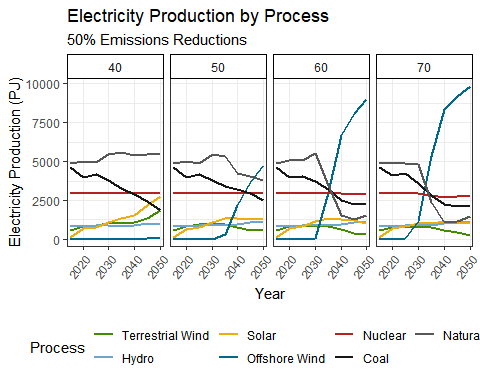 Electricity Production by Process
50% Emissions Reductions
40 50 60 70
10000
7500
5000
2500
0
Electricity Production (PJ)
2020 2030 2040 2050 2020 2030 2040 2050 2020 2030 2040 2050 2020 2030 2040 2050
Year
Process
Terrestrial Wind Solar Nuclear Natura
Hydro Offshore Wind Coal